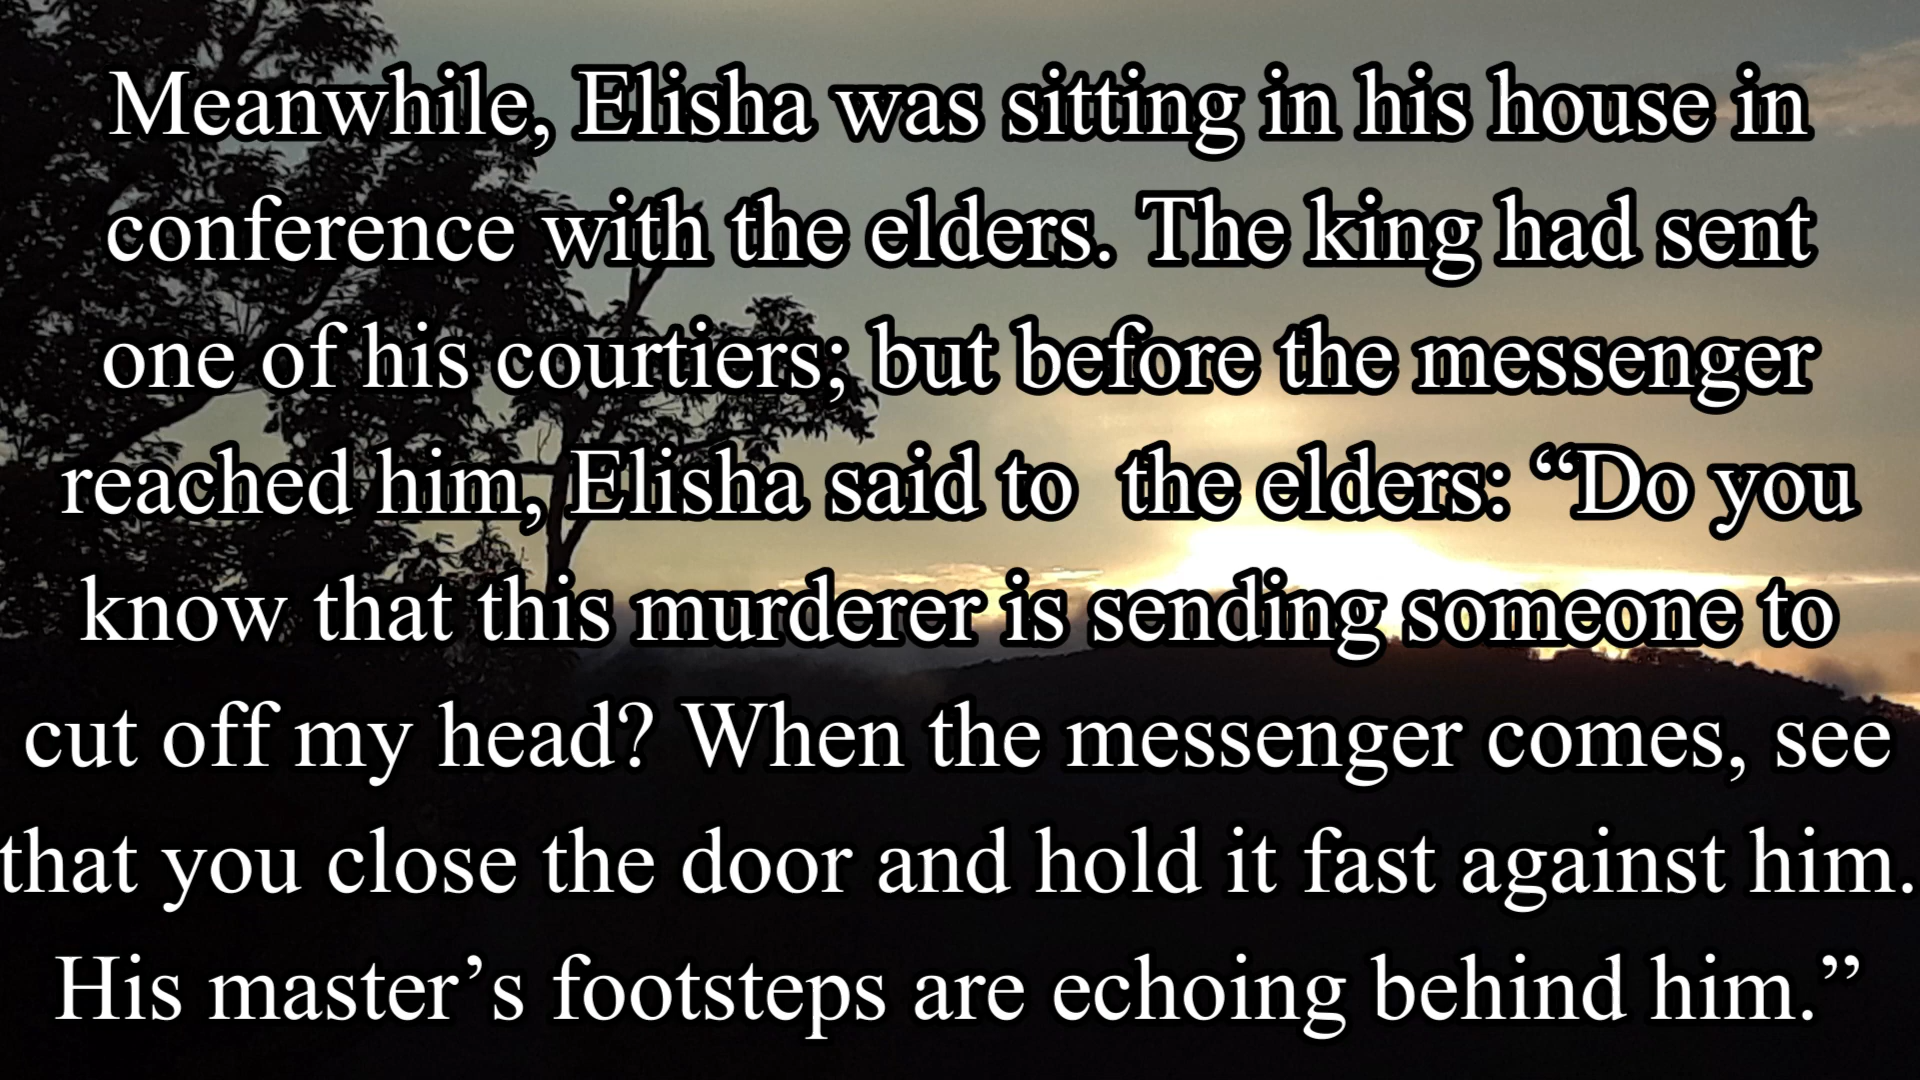 Meanwhile, Elisha was sitting in his house in
conference with the elders. The king had sent
one of his courtiers; but before the messenger
reached him, Elisha said to  the elders: “Do you
know that this murderer is sending someone to
cut off my head? When the messenger comes, see
that you close the door and hold it fast against him.
His master’s footsteps are echoing behind him.”